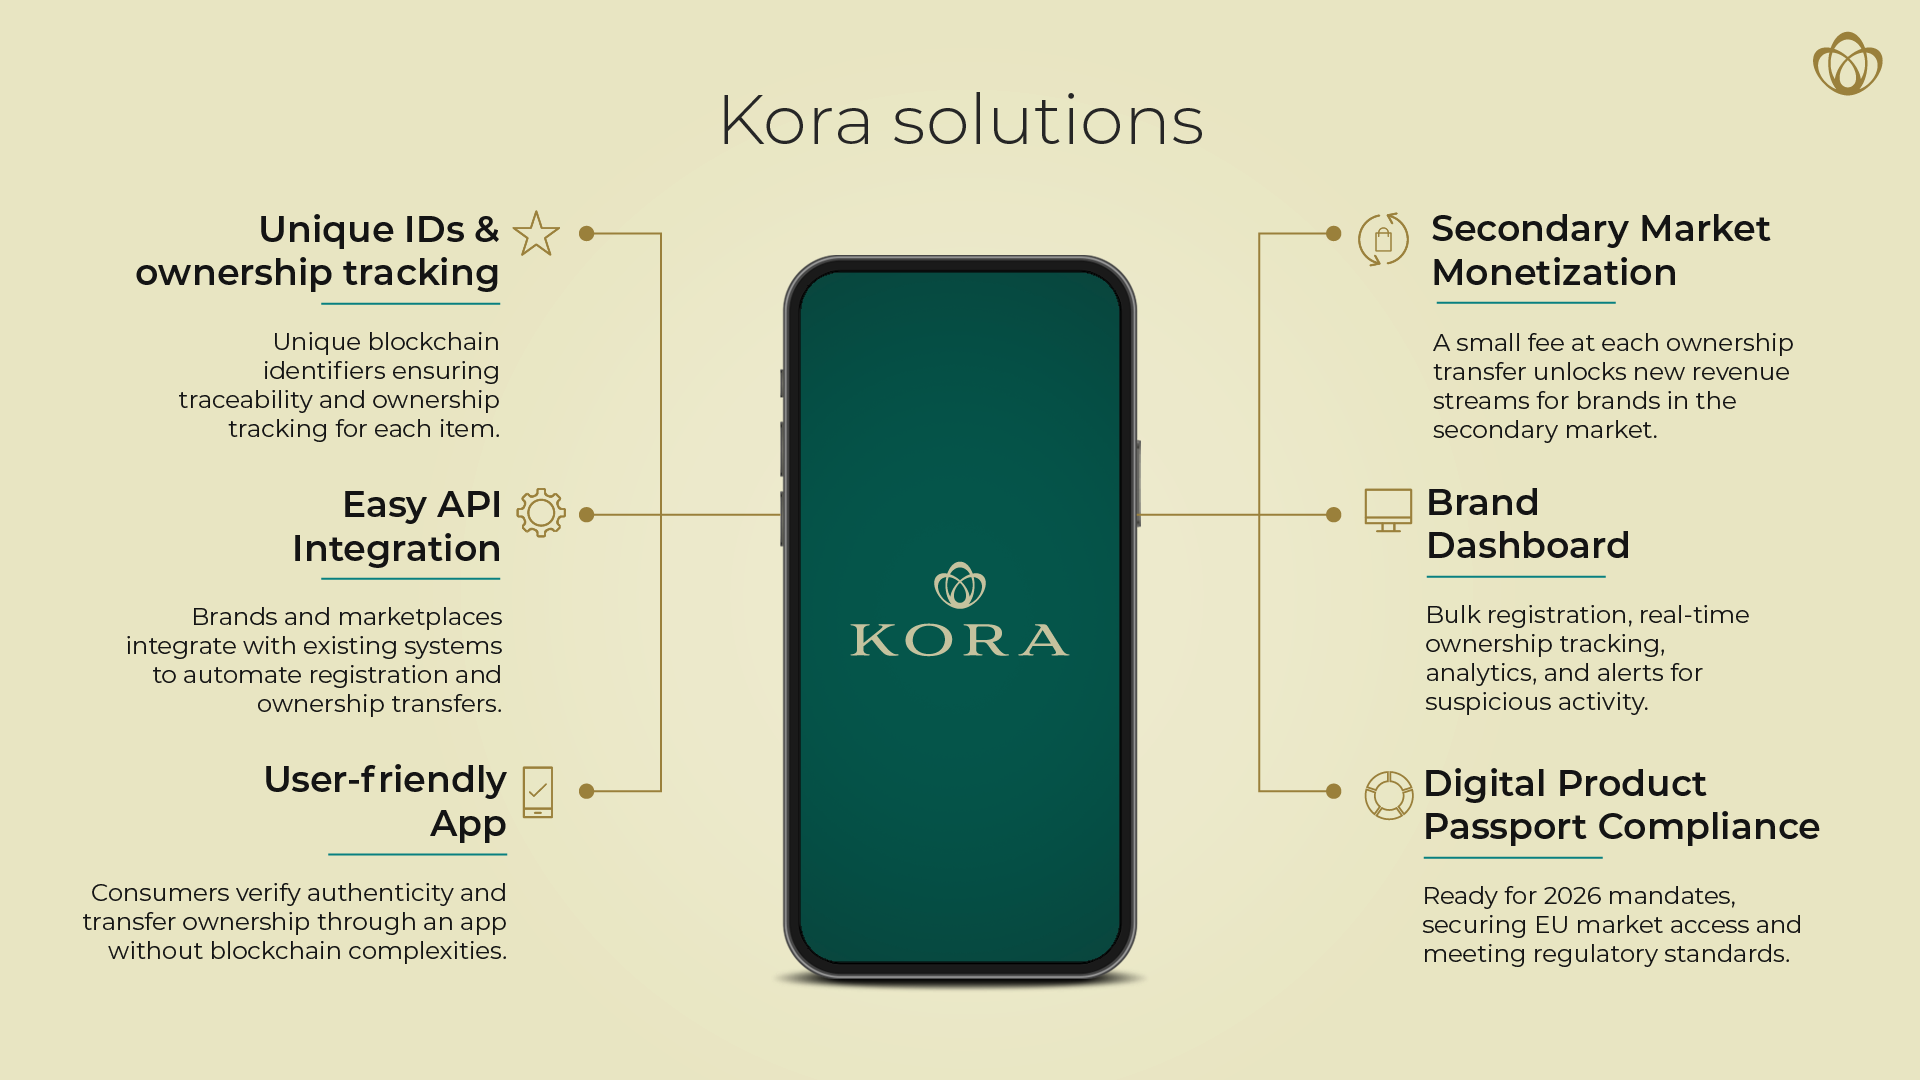 Kora solutions
Unique IDs &
ownership tracking
Unique blockchain
identifiers ensuring
traceability and ownership
tracking for each item.
Easy API
Integration
Brands and marketplaces
integrate with existing systems
to automate registration and
ownership transfers.
User-friendly
App
Consumers verify authenticity and
transfer ownership through an app
without blockchain complexities.
KORA
Secondary Market
Monetization
A small fee at each ownership
transfer unlocks new revenue
streams for brands in the
secondary market.
Brand
Dashboard
Bulk registration, real-time
ownership tracking,
analytics, and alerts for
suspicious activity.
Digital Product
Passport Compliance
Ready for 2026 mandates,
securing EU market access and
meeting regulatory standards.